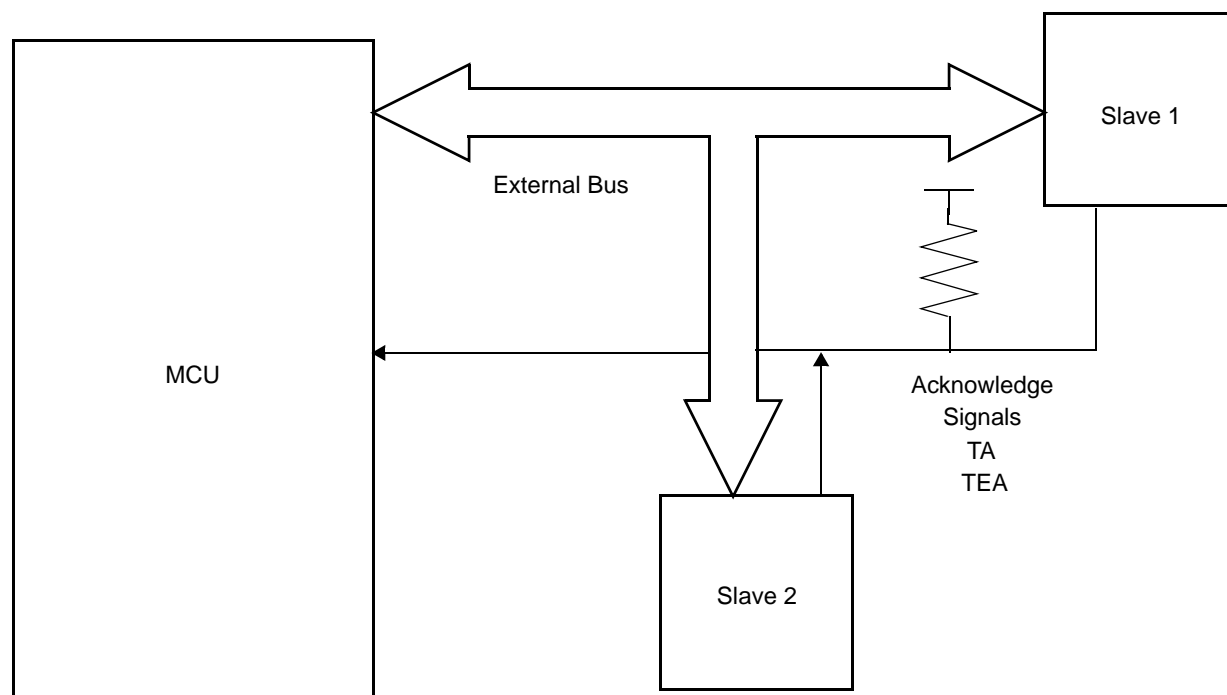 Slave 1
External Bus
MCU
Acknowledge
Signals
TA
TEA
Slave 2